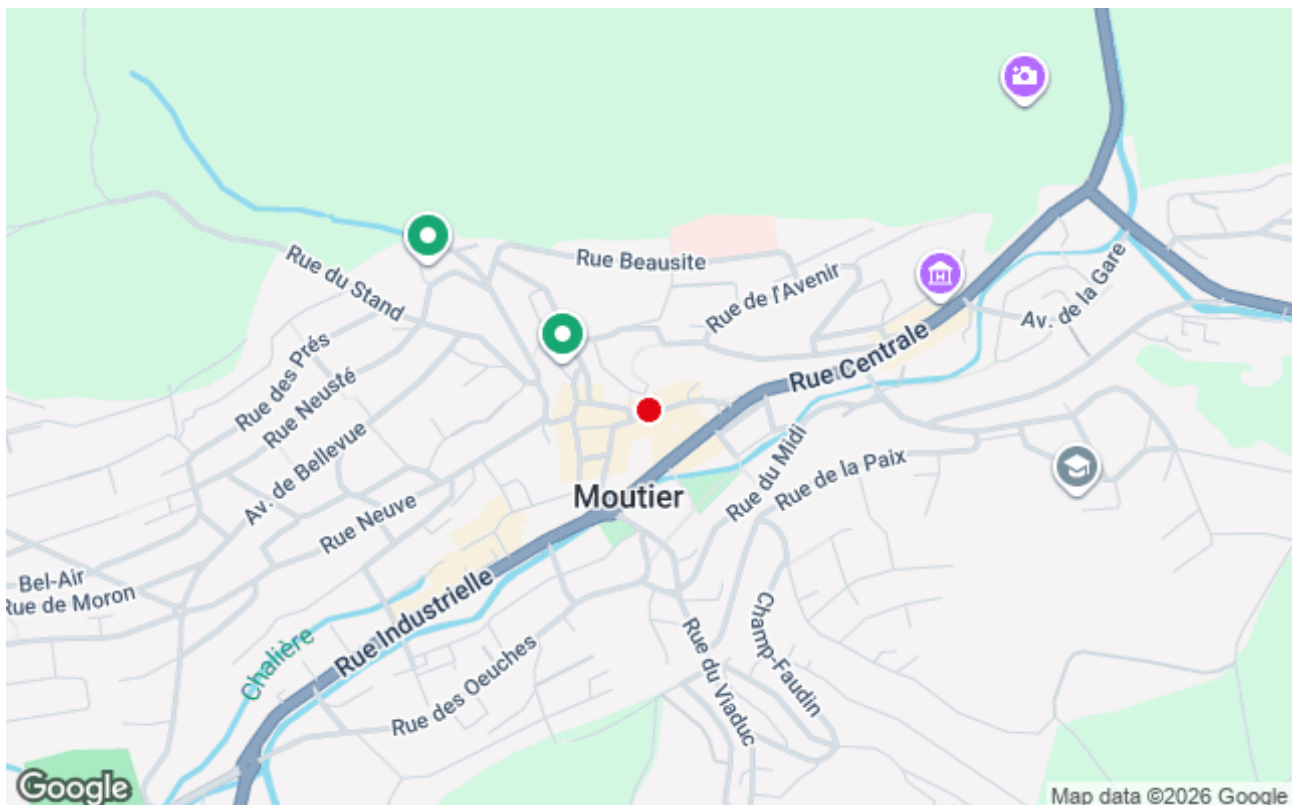 Rue Beausite
Rue du Stand
Rue de l'Avenir
Av. de la Gare
Rue Centrale
Rue des Prés
Rue Neusté
Av. de Bellevue
Rue du Midi
Rue de la Paix
Moutier
Rue Neuve
Bel-Air
Rue de Moron
Rue Industrielle
Chalière
Champ-Faudin
Rue du Viaduc
Rue des Oeuches
Google
Map data ©2026 Google